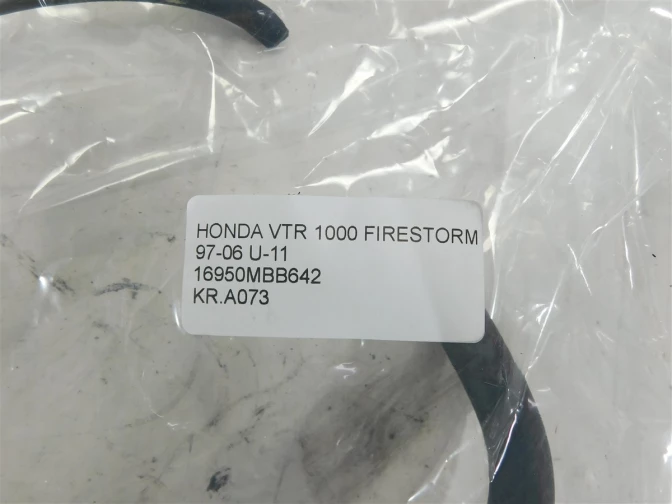 HONDA VTR 1000 FIRESTORM
97-06 U-11
16950MBB642
KR.A073